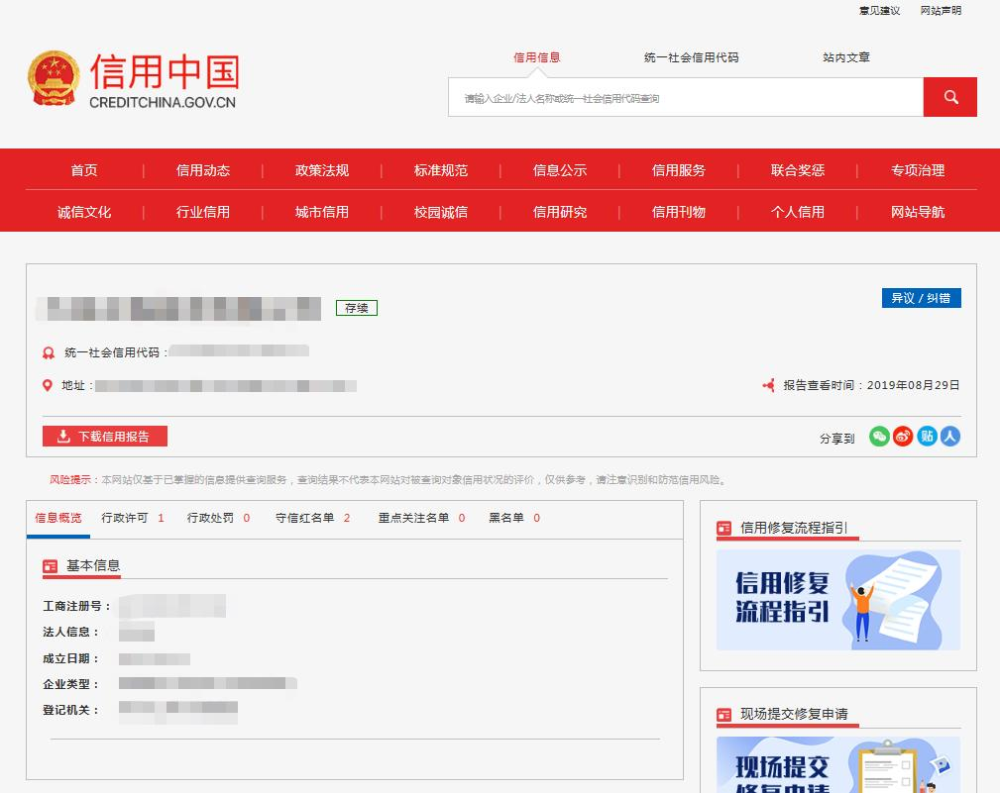 意见建议 网站声明
信用中国
CREDITCHINA.GOV.CN
信用信息 统一社会信用代码 站内文章
请输入企业/法人名称或统一社会信用代码查询
首页 | 信用动态 | 政策法规 | 标准规范 | 信息公示 | 信用服务 | 联合奖惩 | 专项治理
诚信文化 | 行业信用 | 城市信用 | 校园诚信 | 信用研究 | 信用刊物 | 个人信用 | 网站导航
存续
异议 / 纠错
统一社会信用代码：
地址：
报告查看时间：2019年08月29日
下载信用报告
分享到
贴 人
风险提示：本网站仅基于已掌握的信息提供查询服务，查询结果不代表本网站对被查询对象信用状况的评价，仅供参考，请注意识别和防范信用风险。
信息概览 行政许可 1 行政处罚 0 守信红名单 2 重点关注名单 0 黑名单 0
基本信息
工商注册号：
法人信息：
成立日期：
企业类型：
登记机关：
信用修复流程指引
信用修复
流程指引
现场提交修复申请
现场提交
修复申请